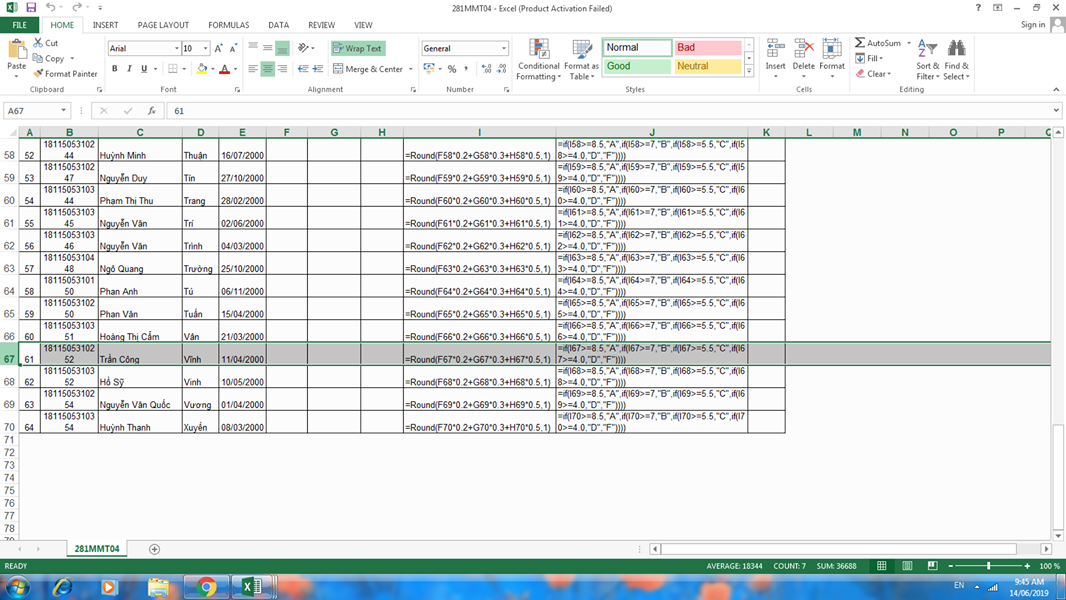 281MMT04 - Excel (Product Activation Failed)
FILE HOME INSERT PAGE LAYOUT FORMULAS DATA REVIEW VIEW Sign in
Paste Cut Copy Format Painter Clipboard
Arial 10 A A B I U A Font
Wrap Text Merge & Center Alignment
General % , Number
Conditional Formatting Format as Table Normal Bad Good Neutral Styles
Insert Delete Format Cells
AutoSum Fill Clear Sort & Filter Find & Select Editing
A67 fx 61
A B C D E F G H I J K L M N O P Q
58 52 1811505310244 Huỳnh Minh Thuận 16/07/2000 =Round(F58*0.2+G58*0.3+H58*0.5,1) =if(I58>=8.5,"A",if(I58>=7,"B",if(I58>=5.5,"C",if(I58>=4.0,"D","F"))))
59 53 1811505310247 Nguyễn Duy Tín 27/10/2000 =Round(F59*0.2+G59*0.3+H59*0.5,1) =if(I59>=8.5,"A",if(I59>=7,"B",if(I59>=5.5,"C",if(I59>=4.0,"D","F"))))
60 54 1811505310344 Phạm Thị Thu Trang 28/02/2000 =Round(F60*0.2+G60*0.3+H60*0.5,1) =if(I60>=8.5,"A",if(I60>=7,"B",if(I60>=5.5,"C",if(I60>=4.0,"D","F"))))
61 55 1811505310345 Nguyễn Văn Trí 02/06/2000 =Round(F61*0.2+G61*0.3+H61*0.5,1) =if(I61>=8.5,"A",if(I61>=7,"B",if(I61>=5.5,"C",if(I61>=4.0,"D","F"))))
62 56 1811505310346 Nguyễn Văn Trình 04/03/2000 =Round(F62*0.2+G62*0.3+H62*0.5,1) =if(I62>=8.5,"A",if(I62>=7,"B",if(I62>=5.5,"C",if(I62>=4.0,"D","F"))))
63 57 1811505310448 Ngô Quang Trường 25/10/2000 =Round(F63*0.2+G63*0.3+H63*0.5,1) =if(I63>=8.5,"A",if(I63>=7,"B",if(I63>=5.5,"C",if(I63>=4.0,"D","F"))))
64 58 1811505310150 Phan Anh Tú 06/11/2000 =Round(F64*0.2+G64*0.3+H64*0.5,1) =if(I64>=8.5,"A",if(I64>=7,"B",if(I64>=5.5,"C",if(I64>=4.0,"D","F"))))
65 59 1811505310250 Phan Văn Tuấn 15/04/2000 =Round(F65*0.2+G65*0.3+H65*0.5,1) =if(I65>=8.5,"A",if(I65>=7,"B",if(I65>=5.5,"C",if(I65>=4.0,"D","F"))))
66 60 1811505310351 Hoàng Thị Cẩm Vân 21/03/2000 =Round(F66*0.2+G66*0.3+H66*0.5,1) =if(I66>=8.5,"A",if(I66>=7,"B",if(I66>=5.5,"C",if(I66>=4.0,"D","F"))))
67 61 1811505310252 Trần Công Vĩnh 11/04/2000 =Round(F67*0.2+G67*0.3+H67*0.5,1) =if(I67>=8.5,"A",if(I67>=7,"B",if(I67>=5.5,"C",if(I67>=4.0,"D","F"))))
68 62 1811505310352 Hồ Sỹ Vinh 10/05/2000 =Round(F68*0.2+G68*0.3+H68*0.5,1) =if(I68>=8.5,"A",if(I68>=7,"B",if(I68>=5.5,"C",if(I68>=4.0,"D","F"))))
69 63 1811505310254 Nguyễn Văn Quốc Vương 01/04/2000 =Round(F69*0.2+G69*0.3+H69*0.5,1) =if(I69>=8.5,"A",if(I69>=7,"B",if(I69>=5.5,"C",if(I69>=4.0,"D","F"))))
70 64 1811505310354 Huỳnh Thanh Xuyến 08/03/2000 =Round(F70*0.2+G70*0.3+H70*0.5,1) =if(I70>=8.5,"A",if(I70>=7,"B",if(I70>=5.5,"C",if(I70>=4.0,"D","F"))))
71
72
73
74
75
76
77
78
79
281MMT04
READY AVERAGE: 18344 COUNT: 7 SUM: 36688 100 %
EN 9:45 AM
14/06/2019